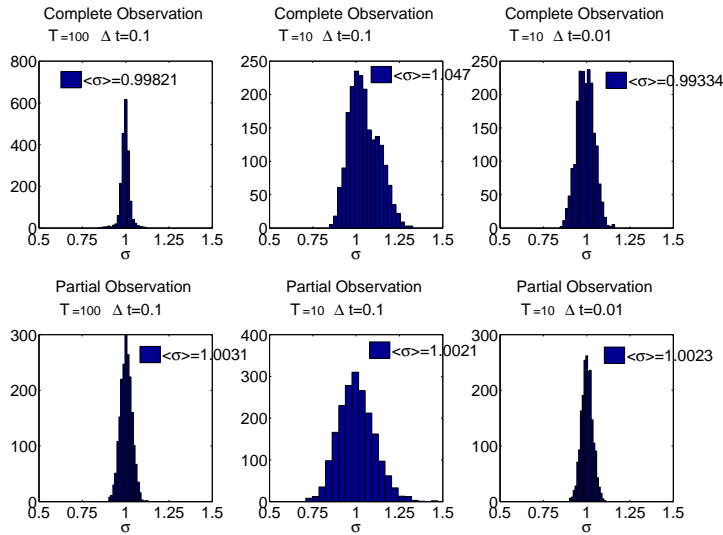 Complete Observation
T =100 Δ t=0.1
800
600
400
200
0
<σ>=0.99821
0.5 0.75 1 1.25 1.5
σ
Complete Observation
T =10 Δ t=0.1
250
200
150
100
50
0
<σ>=1.047
0.5 0.75 1 1.25 1.5
σ
Complete Observation
T =10 Δ t=0.01
250
200
150
100
50
0
<σ>=0.99334
0.5 0.75 1 1.25 1.5
σ
Partial Observation
T =100 Δ t=0.1
300
200
100
0
<σ>=1.0031
0.5 0.75 1 1.25 1.5
σ
Partial Observation
T =10 Δ t=0.1
400
300
200
100
0
<σ>=1.0021
0.5 0.75 1 1.25 1.5
σ
Partial Observation
T =10 Δ t=0.01
300
200
100
0
<σ>=1.0023
0.5 0.75 1 1.25 1.5
σ